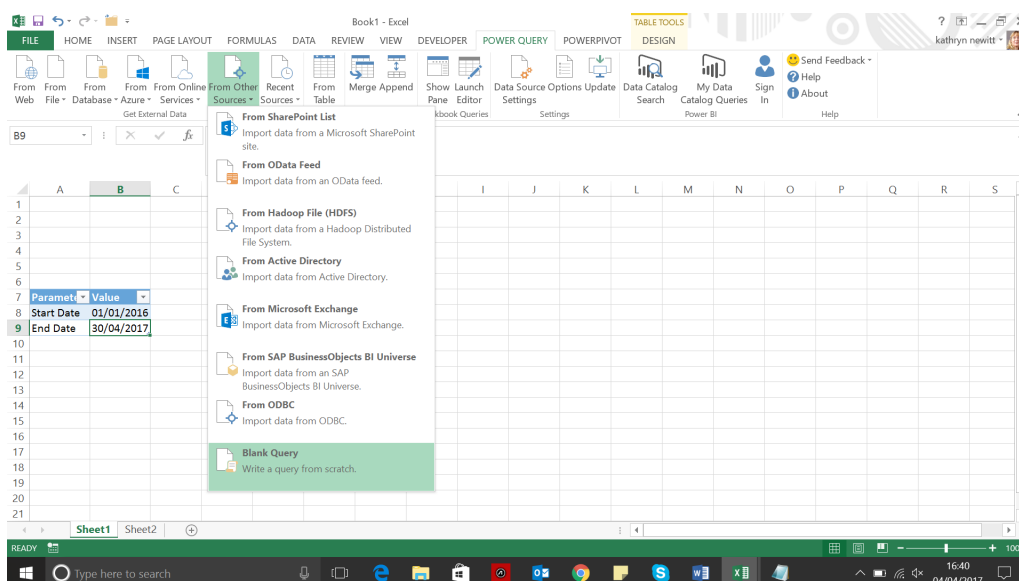 Book1 - Excel
TABLE TOOLS
FILE HOME INSERT PAGE LAYOUT FORMULAS DATA REVIEW VIEW DEVELOPER POWER QUERY POWERPIVOT DESIGN
kathryn newitt
From Web
From File
From Database
From Azure
From Online Services
From Other Sources
Recent Sources
From Table
Merge
Append
Show Pane
Launch Editor
Data Source Settings
Options
Update
Data Catalog Search
My Data Catalog Queries
Sign In
Send Feedback
Help
About
Get External Data
kbook Queries
Settings
Power BI
Help
B9
fx
From SharePoint List
Import data from a Microsoft SharePoint
site.
From OData Feed
Import data from an OData feed.
From Hadoop File (HDFS)
Import data from a Hadoop Distributed
File System.
From Active Directory
Import data from Active Directory.
From Microsoft Exchange
Import data from Microsoft Exchange.
From SAP BusinessObjects BI Universe
Import data from an SAP
BusinessObjects BI Universe.
From ODBC
Import data from ODBC.
Blank Query
Write a query from scratch.
A B C I J K L M N O P Q R S
1
2
3
4
5
6
7 Paramete Value
8 Start Date 01/01/2016
9 End Date 30/04/2017
10
11
12
13
14
15
16
17
18
19
20
21
Sheet1 Sheet2
READY
100
Type here to search
16:40
04/04/2017